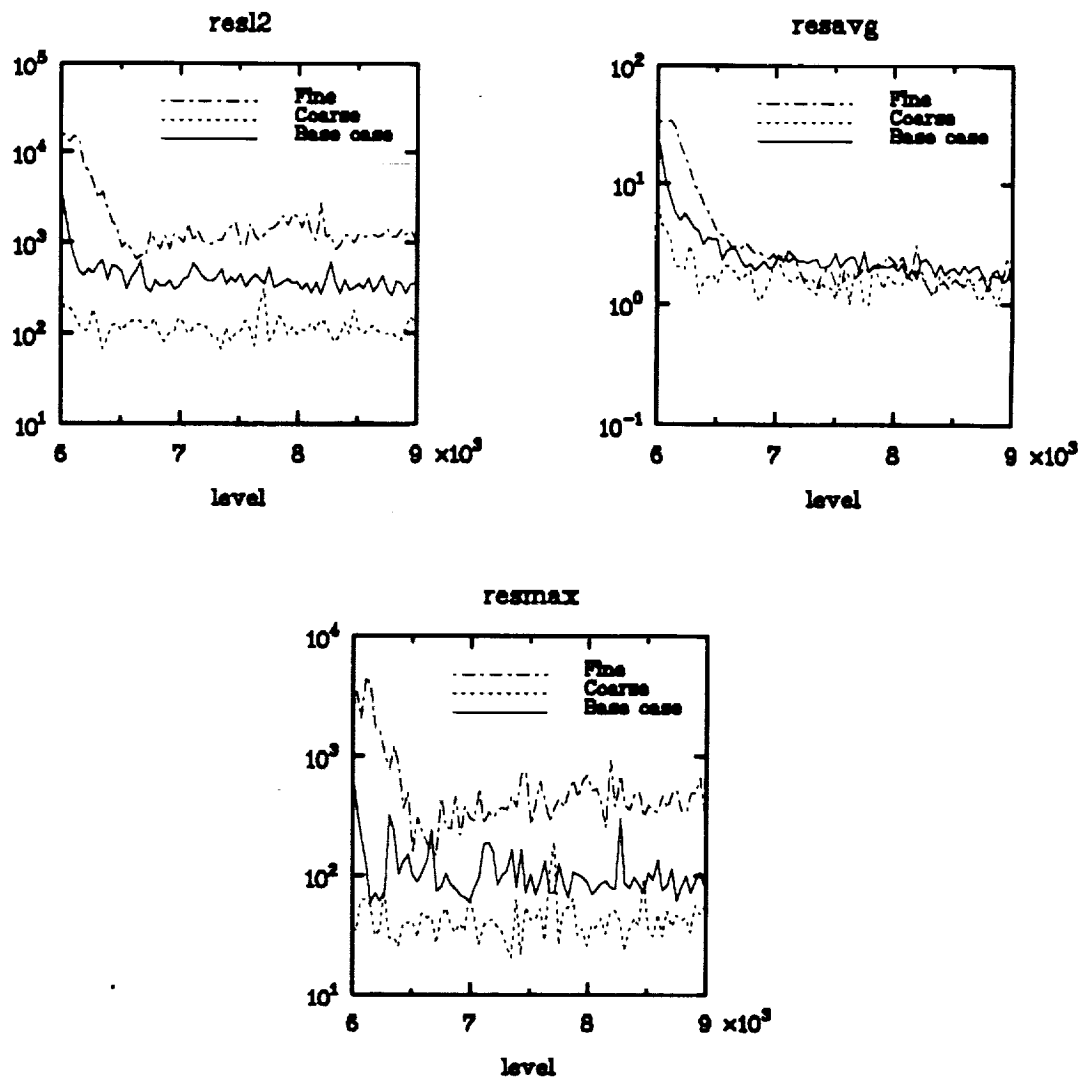 resl2
10^5
10^4
10^3
10^2
10^1
Fine
Coarse
Base case
6 7 8 9 ×10^3
level
resavg
10^2
10^1
10^0
10^-1
Fine
Coarse
Base case
6 7 8 9 ×10^3
level
resmax
10^4
10^3
10^2
10^1
Fine
Coarse
Base case
6 7 8 9 ×10^3
level